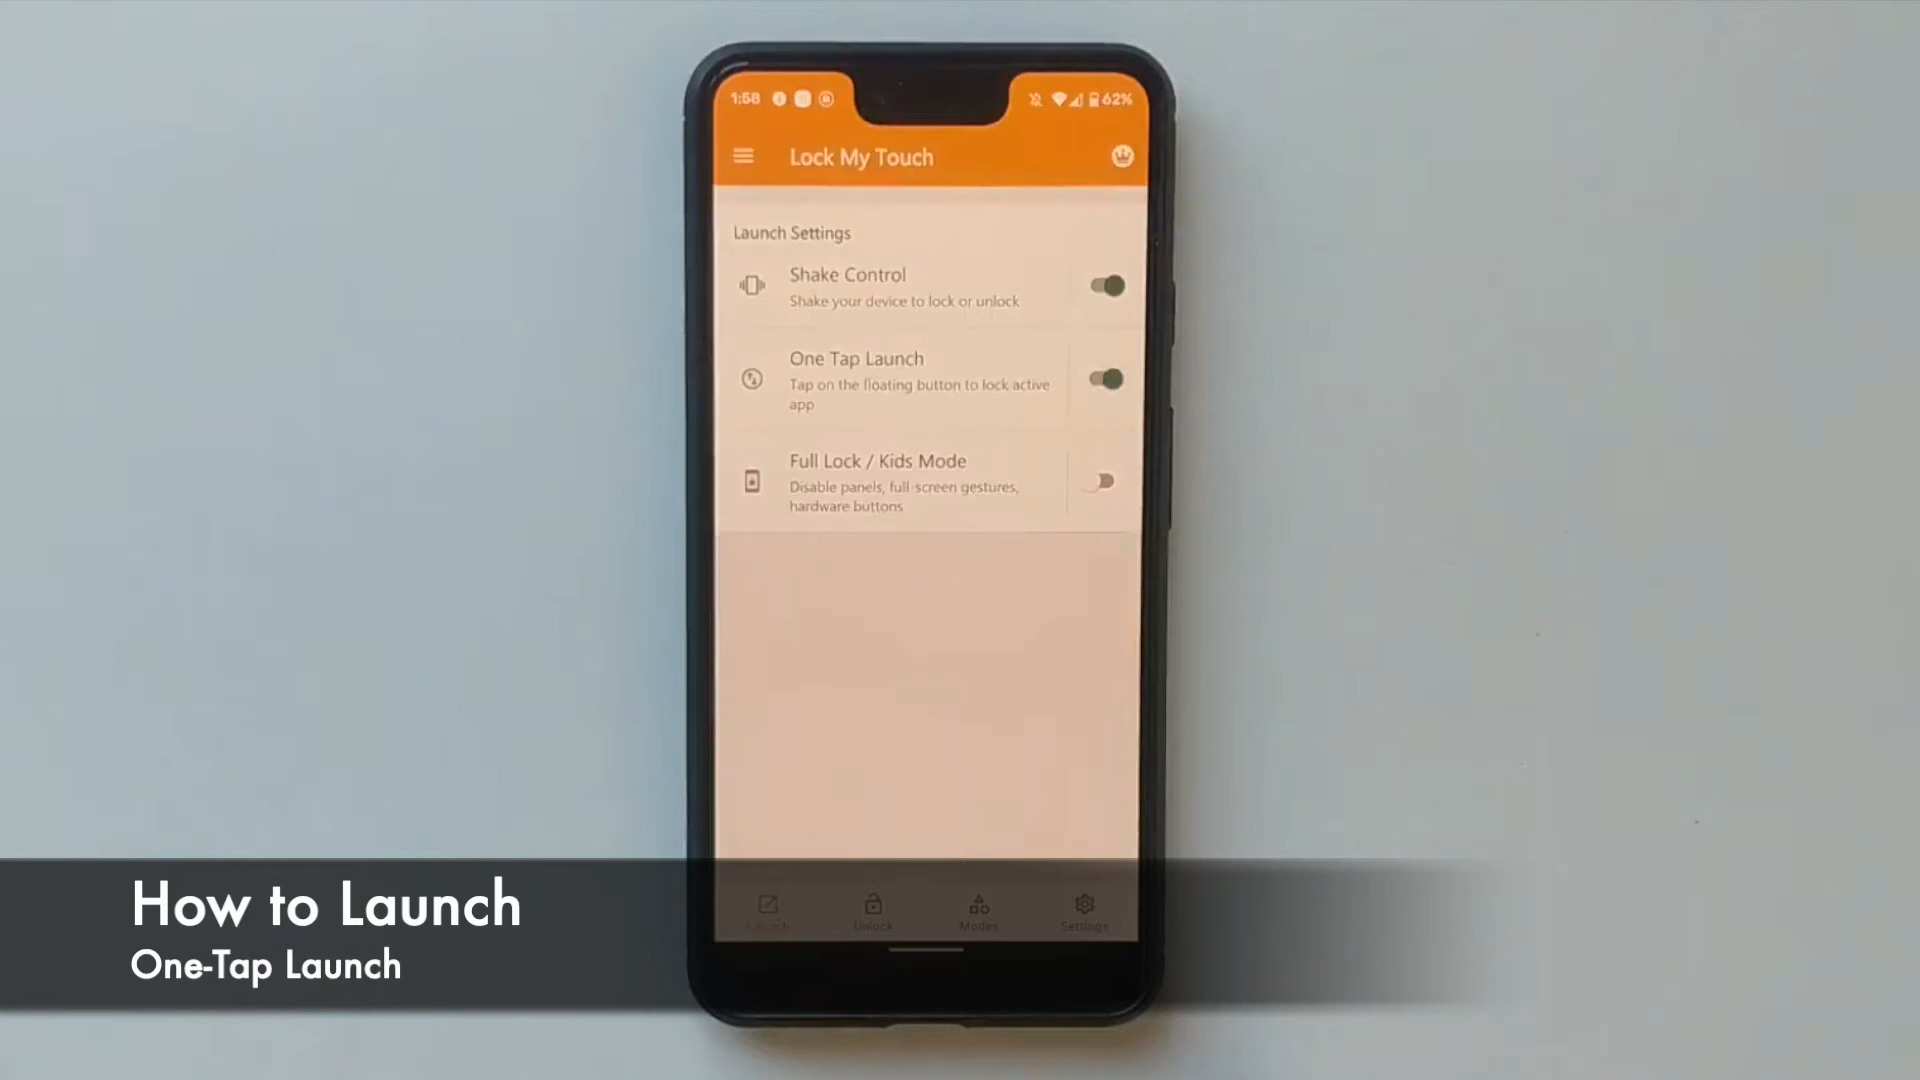 1:58
62%
Lock My Touch
Launch Settings
Shake Control
Shake your device to lock or unlock
One Tap Launch
Tap on the floating button to lock active
app
Full Lock / Kids Mode
Disable panels, full-screen gestures,
hardware buttons
Launch
Unlock
Modes
Settings
How to Launch
One-Tap Launch